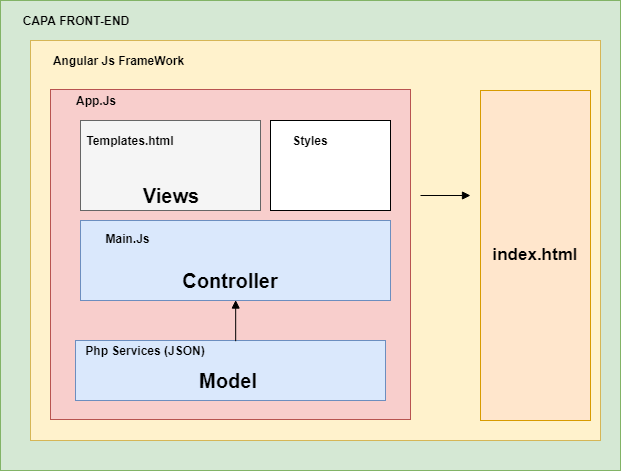 CAPA FRONT-END
Angular Js FrameWork
App.Js
Templates.html
Views
Styles
Main.Js
Controller
Php Services (JSON)
Model
index.html